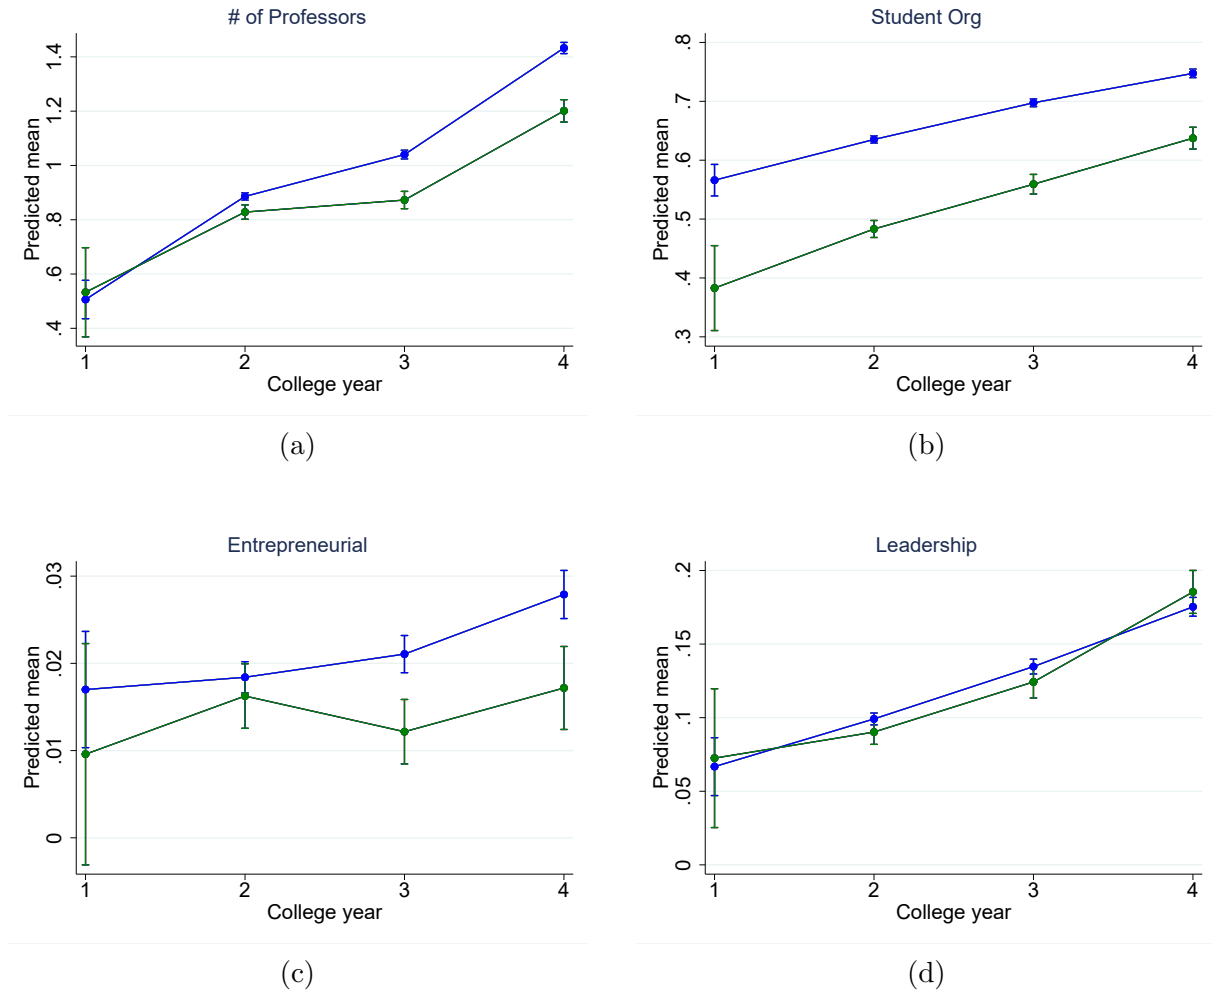 # of Professors
Predicted mean
1.4
1.2
1
.8
.6
.4
1 2 3 4
College year
(a)
Student Org
Predicted mean
.8
.7
.6
.5
.4
.3
1 2 3 4
College year
(b)
Entrepreneurial
Predicted mean
.03
.02
.01
0
1 2 3 4
College year
(c)
Leadership
Predicted mean
.2
.15
.1
.05
0
1 2 3 4
College year
(d)